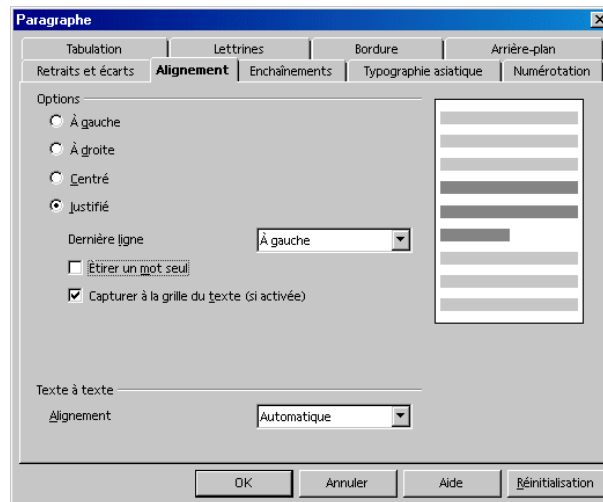 Paragraphe
Tabulation Lettrines Bordure Arrière-plan
Retraits et écarts Alignement Enchaînements Typographie asiatique Numérotation
Options
À gauche
À droite
Centré
Justifié
Dernière ligne À gauche
Étirer un mot seul
Capturer à la grille du texte (si activée)
Texte à texte
Alignement Automatique
OK Annuler Aide Réinitialisation